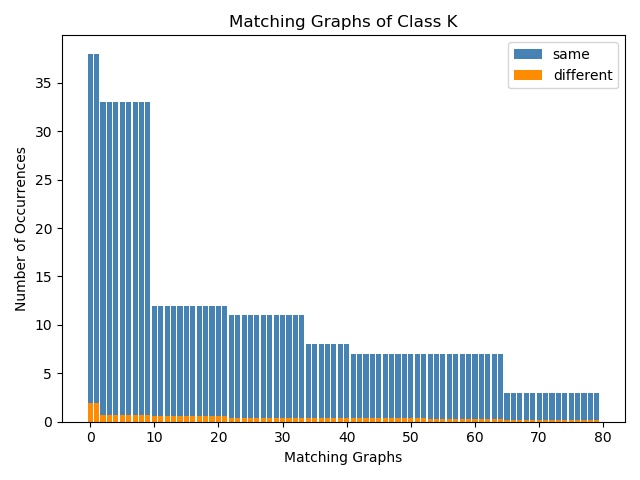 Matching Graphs of Class K
same
different
Number of Occurrences
35
30
25
20
15
10
5
0
0 10 20 30 40 50 60 70 80
Matching Graphs